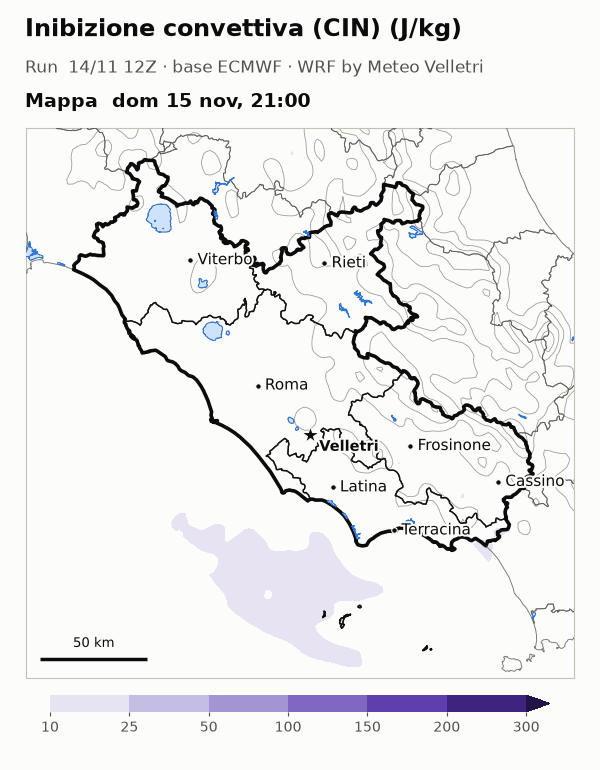 Inibizione convettiva (CIN) (J/kg)
Run  14/11 12Z · base ECMWF · WRF by Meteo Velletri
Mappa  dom 15 nov, 21:00
Viterbo
Rieti
Roma
Velletri
Frosinone
Cassino
Latina
Terracina
50 km
10 25 50 100 150 200 300